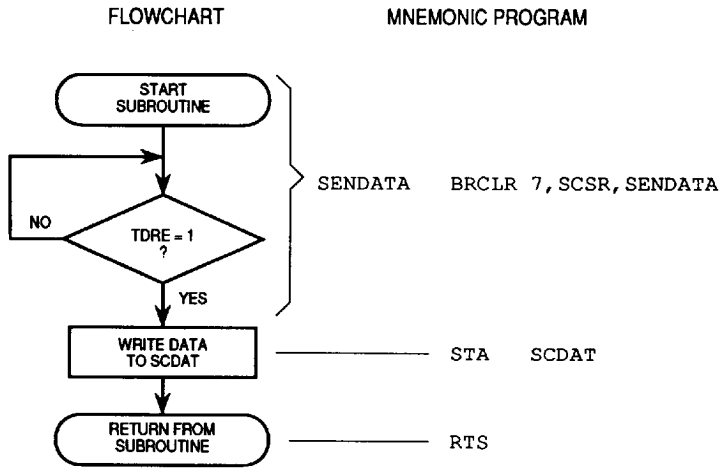 FLOWCHART
MNEMONIC PROGRAM
START
SUBROUTINE
SENDATA BRCLR 7,SCSR,SENDATA
NO
TDRE = 1
?
YES
WRITE DATA
TO SCDAT
STA SCDAT
RETURN FROM
SUBROUTINE
RTS